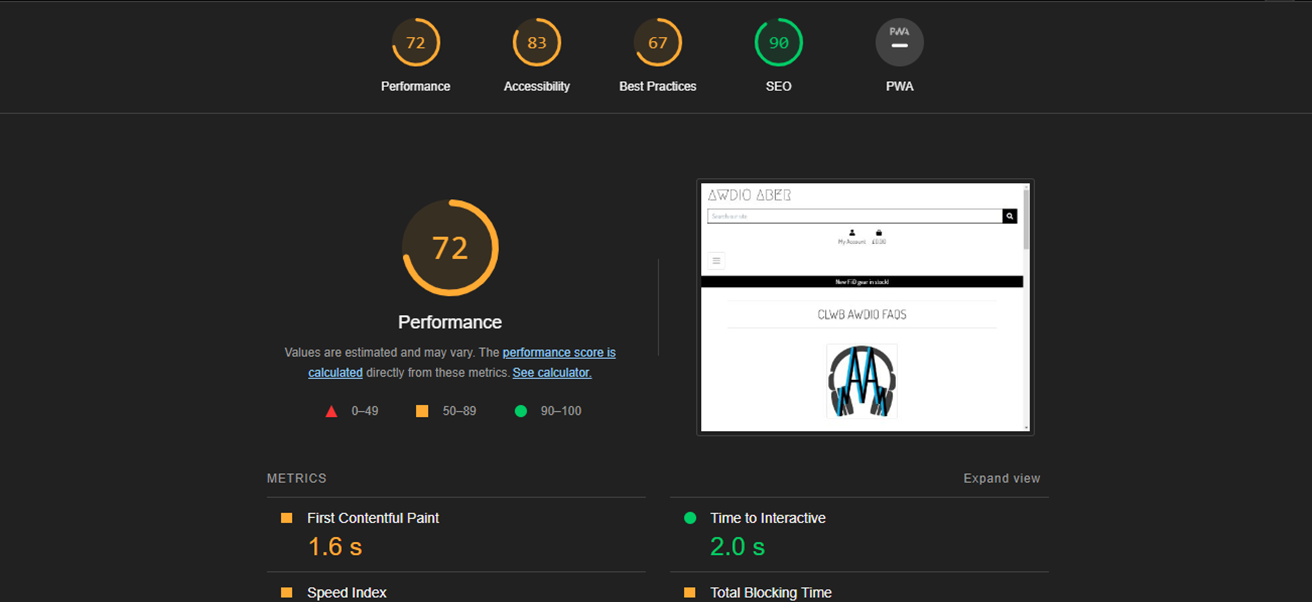 72 83 67 90 PWA
Performance Accessibility Best Practices SEO PWA
72
Performance
Values are estimated and may vary. The performance score is
calculated directly from these metrics. See calculator.
0–49 50–89 90–100
AWDIO ABER
Search our site
My Account £0.00
New FiiO gear in stock!
CLWB AWDIO FAQS
METRICS Expand view
First Contentful Paint
1.6 s
Time to Interactive
2.0 s
Speed Index
Total Blocking Time